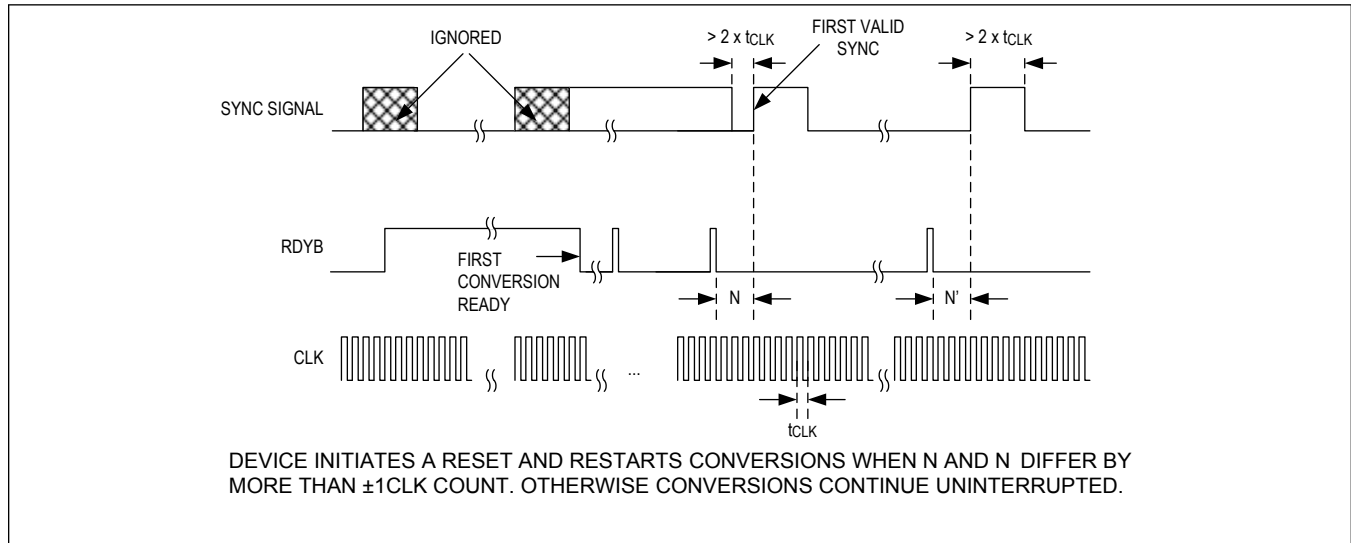 IGNORED
> 2 x tCLK
FIRST VALID
SYNC
> 2 x tCLK
SYNC SIGNAL
RDYB
FIRST
CONVERSION
READY
N
N'
CLK
...
tCLK
DEVICE INITIATES A RESET AND RESTARTS CONVERSIONS WHEN N AND N DIFFER BY
MORE THAN ±1CLK COUNT. OTHERWISE CONVERSIONS CONTINUE UNINTERRUPTED.